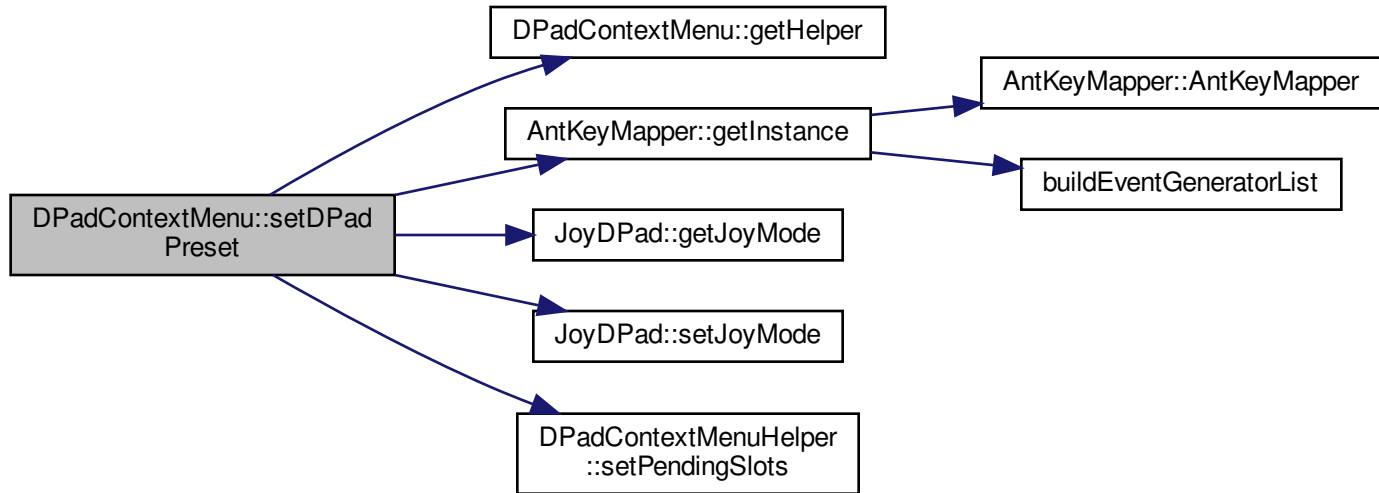 DPadContextMenu::setDPad
Preset
DPadContextMenu::getHelper
AntKeyMapper::getInstance
AntKeyMapper::AntKeyMapper
buildEventGeneratorList
JoyDPad::getJoyMode
JoyDPad::setJoyMode
DPadContextMenuHelper
::setPendingSlots